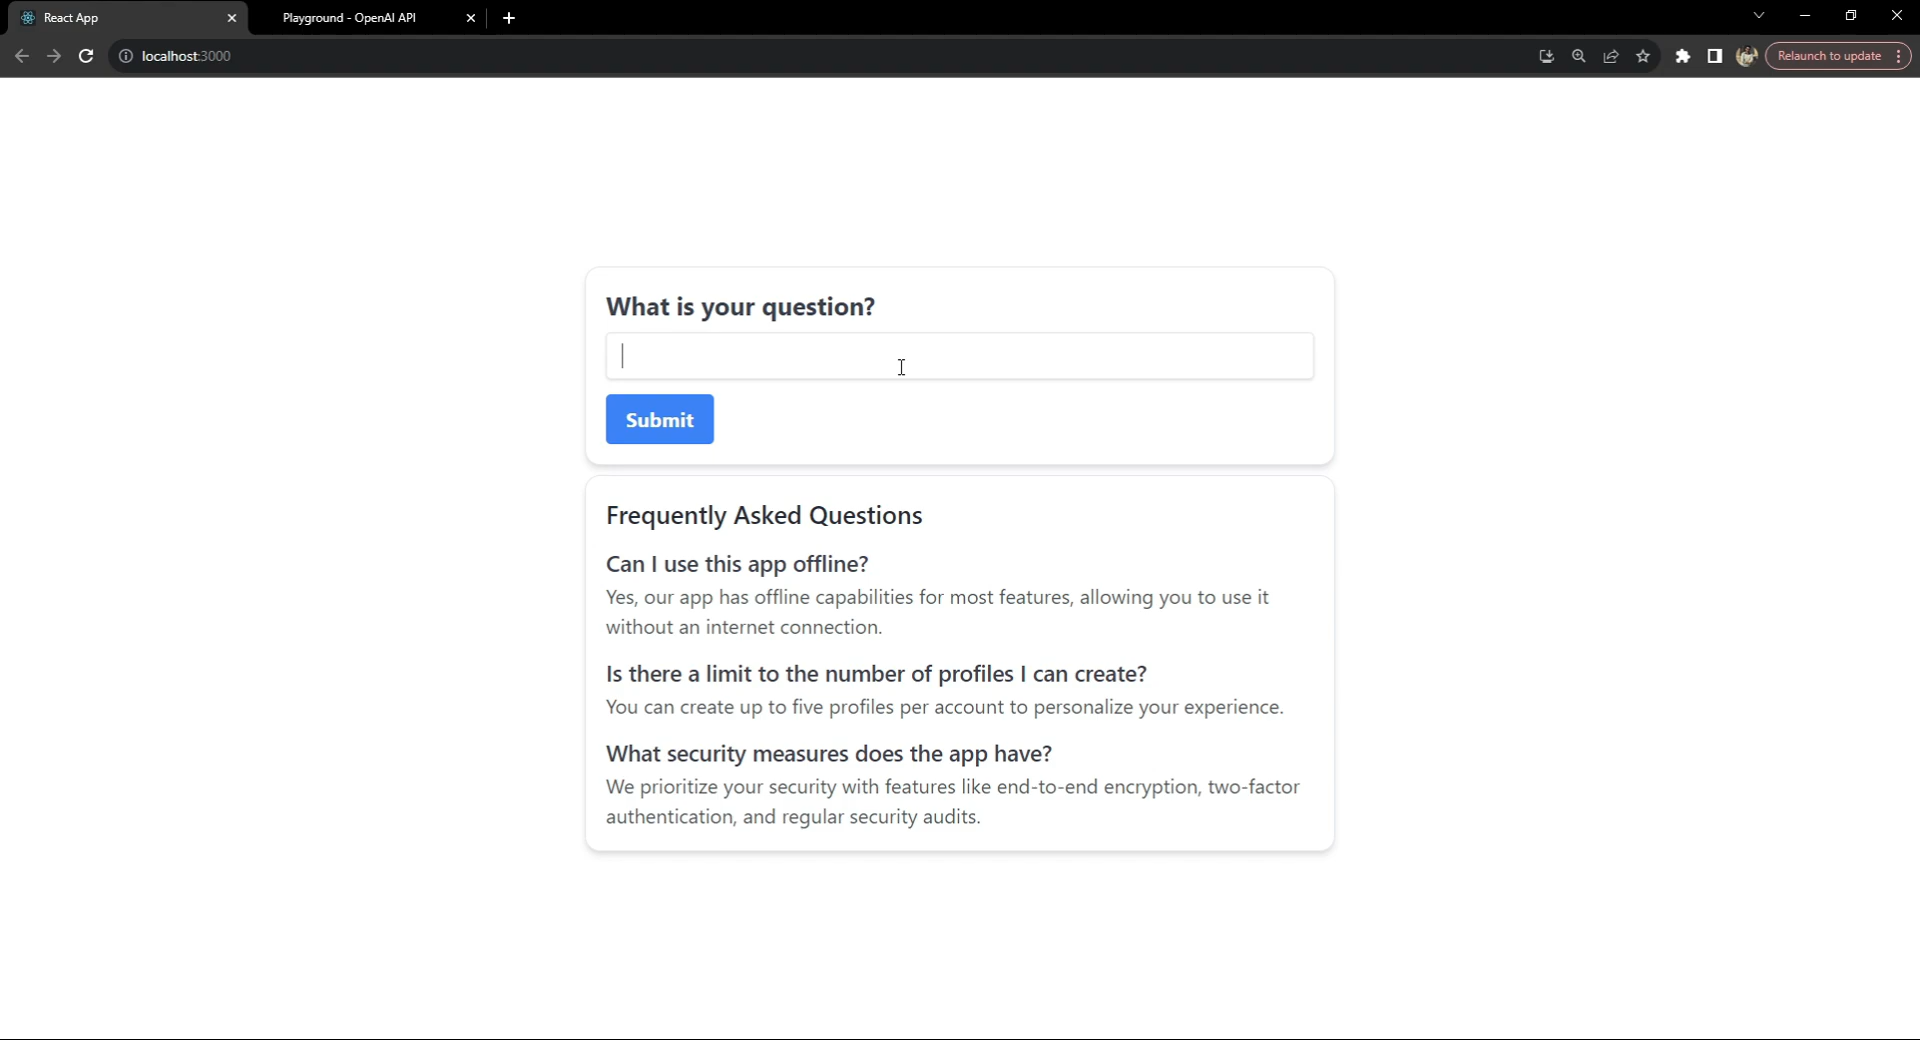 React App
Playground - OpenAI API
localhost:3000
Relaunch to update
What is your question?
Submit
Frequently Asked Questions
Can I use this app offline?
Yes, our app has offline capabilities for most features, allowing you to use it
without an internet connection.
Is there a limit to the number of profiles I can create?
You can create up to five profiles per account to personalize your experience.
What security measures does the app have?
We prioritize your security with features like end-to-end encryption, two-factor
authentication, and regular security audits.